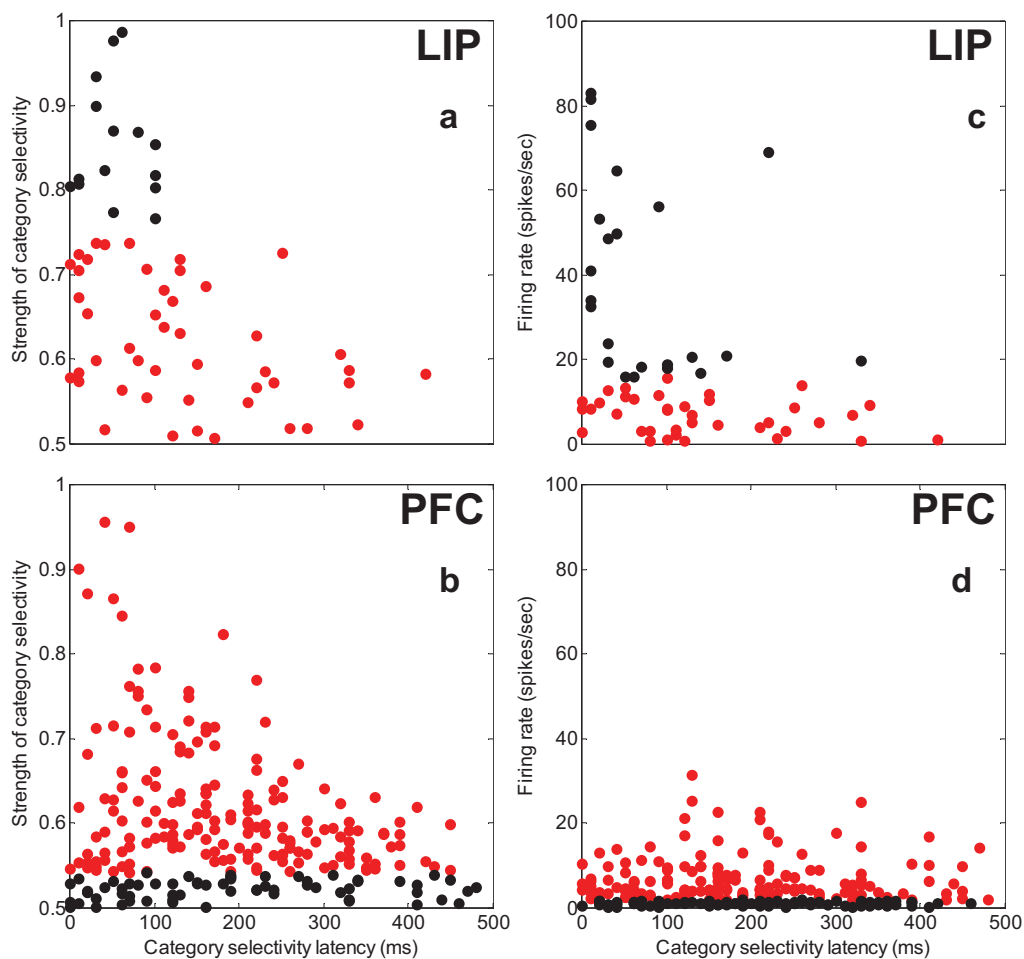 LIP
a
Strength of category selectivity
1
0.9
0.8
0.7
0.6
0.5
LIP
c
Firing rate (spikes/sec)
100
80
60
40
20
0
PFC
b
Strength of category selectivity
1
0.9
0.8
0.7
0.6
0.5
0 100 200 300 400 500
Category selectivity latency (ms)
PFC
d
Firing rate (spikes/sec)
100
80
60
40
20
0
0 100 200 300 400 500
Category selectivity latency (ms)